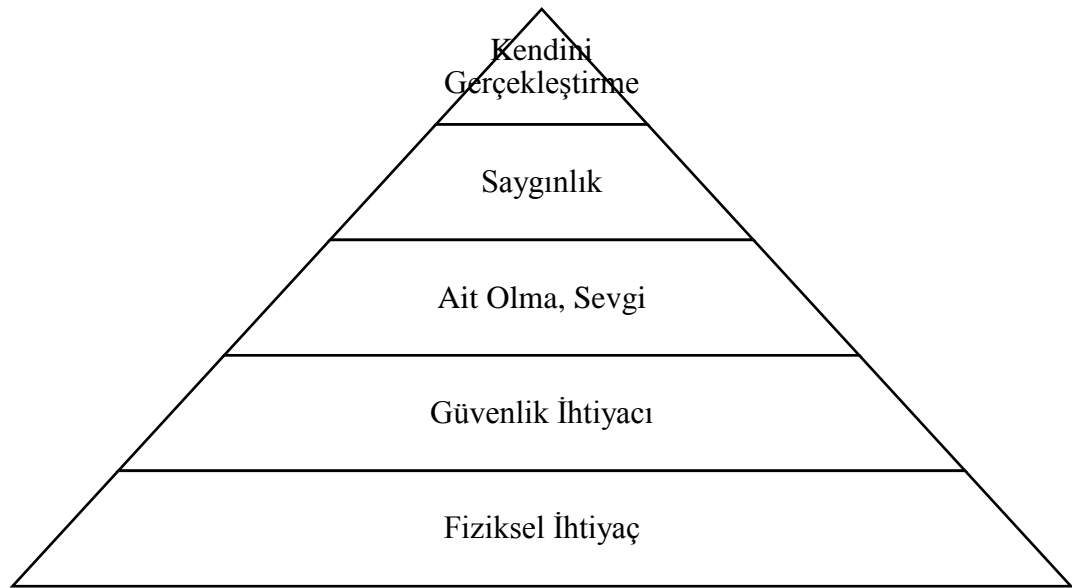 Kendini
Gerçekleştirme
Saygınlık
Ait Olma, Sevgi
Güvenlik İhtiyacı
Fiziksel İhtiyaç